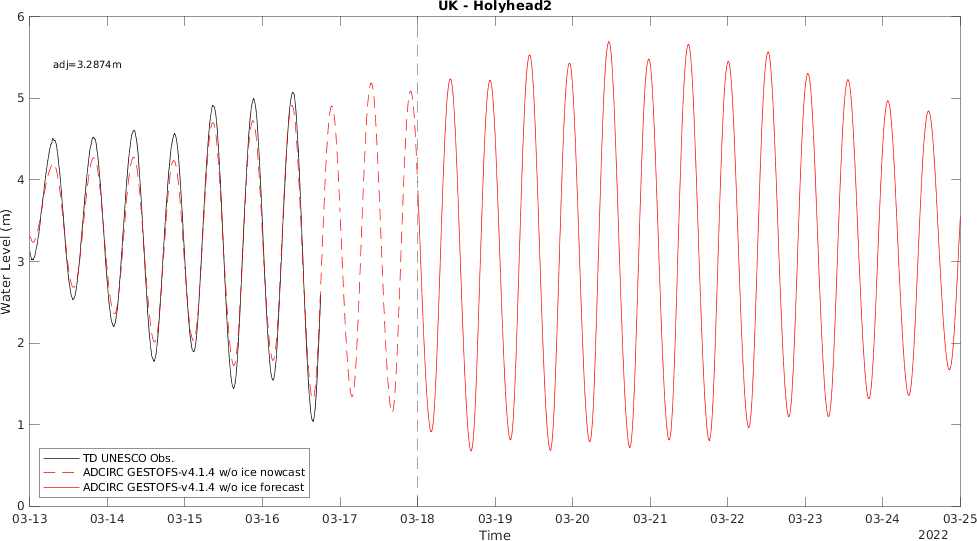 UK - Holyhead2
adj=3.2874m
Water Level (m)
6
5
4
3
2
1
0
TD UNESCO Obs.
ADCIRC GESTOFS-v4.1.4 w/o ice nowcast
ADCIRC GESTOFS-v4.1.4 w/o ice forecast
03-13 03-14 03-15 03-16 03-17 03-18 03-19 03-20 03-21 03-22 03-23 03-24 03-25
Time
2022